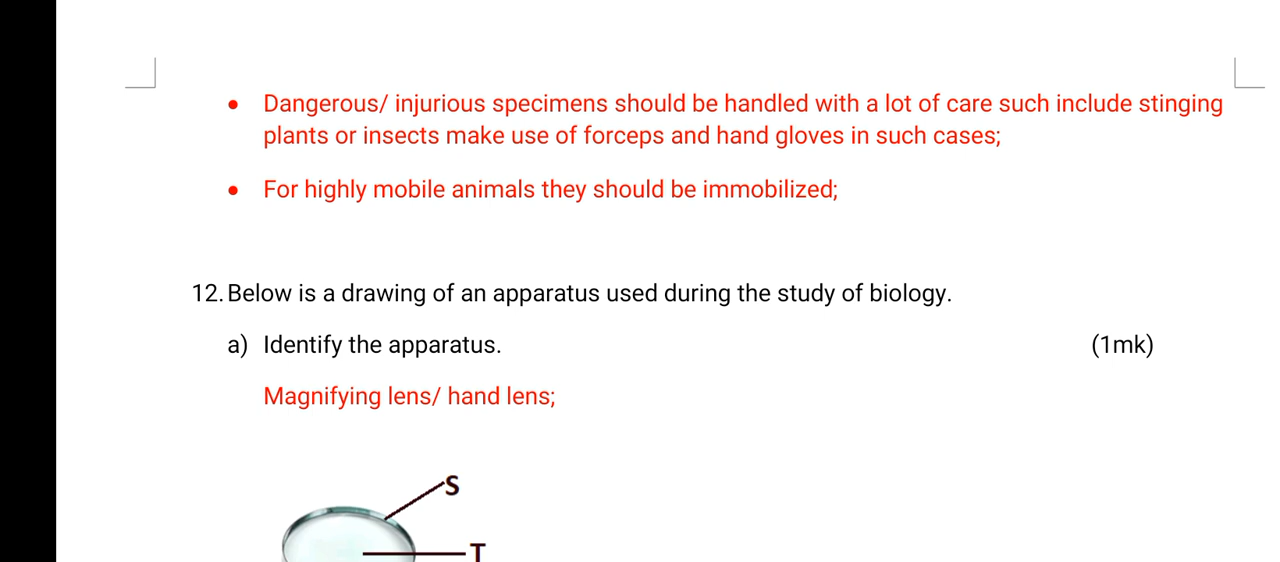 • Dangerous/ injurious specimens should be handled with a lot of care such include stinging
plants or insects make use of forceps and hand gloves in such cases;
• For highly mobile animals they should be immobilized;
12. Below is a drawing of an apparatus used during the study of biology.
a) Identify the apparatus. (1mk)
Magnifying lens/ hand lens;
S
T